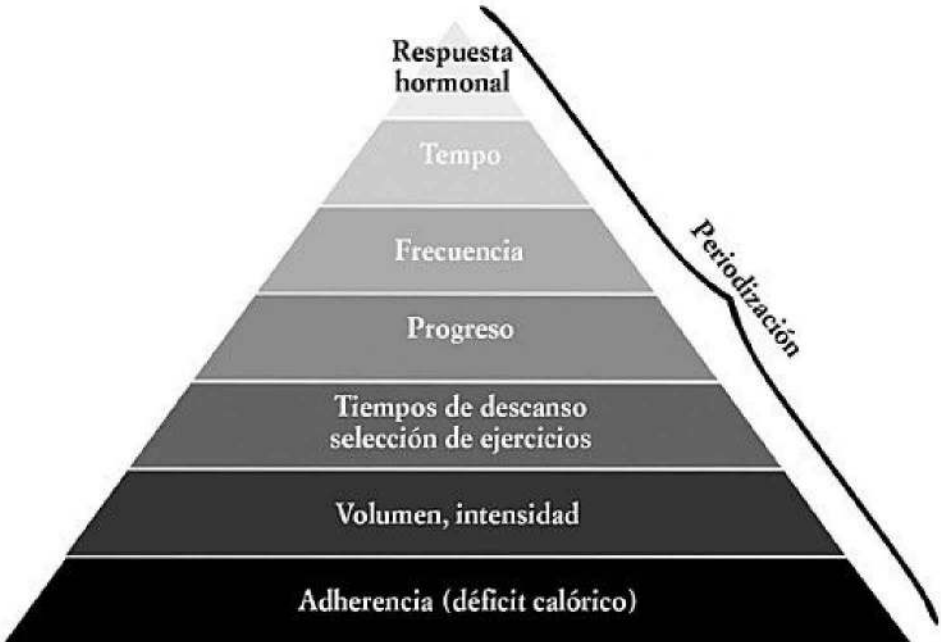 Respuesta
hormonal
Tempo
Frecuencia
Periodización
Progreso
Tiempos de descanso
selección de ejercicios
Volumen, intensidad
Adherencia (déficit calórico)